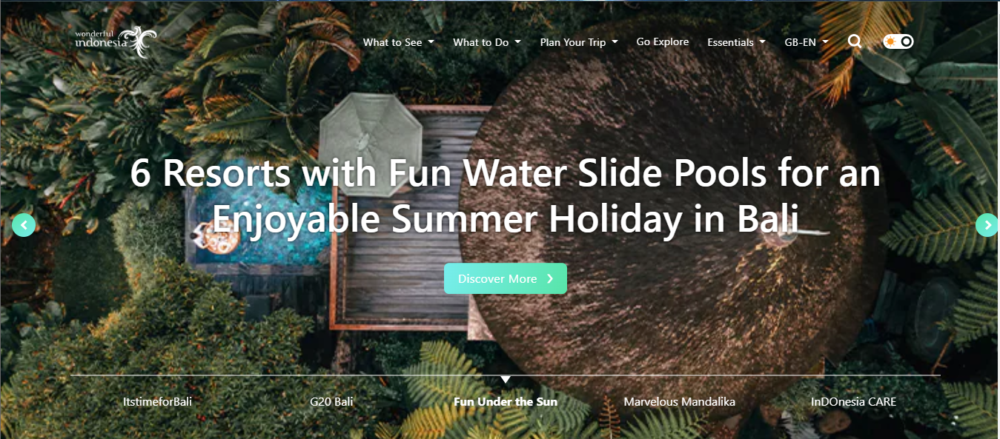 wonderful
indonesia
What to See
What to Do
Plan Your Trip
Go Explore
Essentials
GB-EN
6 Resorts with Fun Water Slide Pools for an
Enjoyable Summer Holiday in Bali
Discover More
ItstimeforBali
G20 Bali
Fun Under the Sun
Marvelous Mandalika
InDOnesia CARE